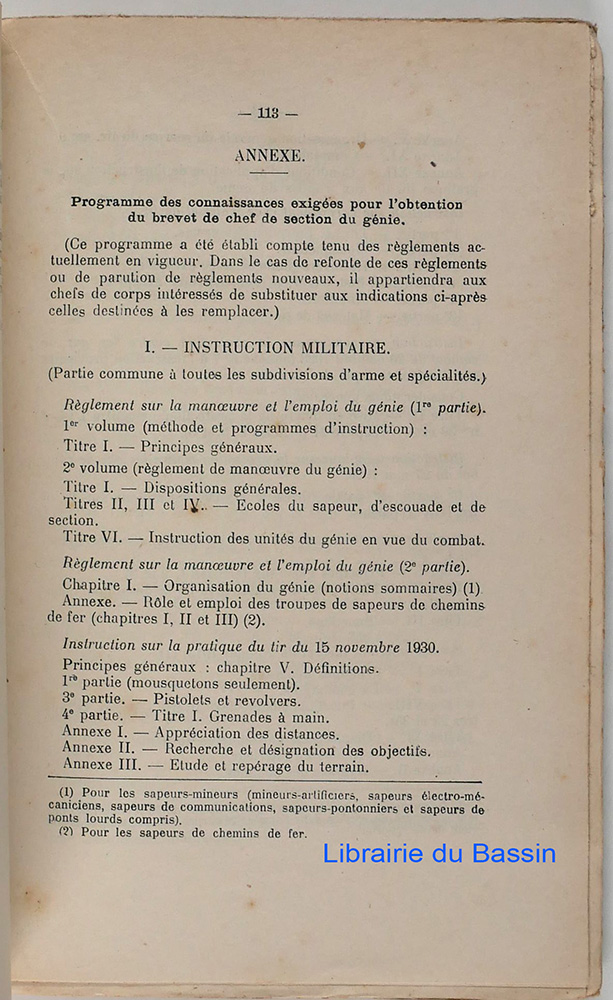 — 113 —
ANNEXE.
Programme des connaissances exigées pour l'obtention
du brevet de chef de section du génie.
(Ce programme a été établi compte tenu des règlements ac-
tuellement en vigueur. Dans le cas de refonte de ces règlements
ou de parution de règlements nouveaux, il appartiendra aux
chefs de corps intéressés de substituer aux indications ci-après
celles destinées à les remplacer.)
I. — INSTRUCTION MILITAIRE.
(Partie commune à toutes les subdivisions d'arme et spécialités.)
Règlement sur la manœuvre et l'emploi du génie (1re partie).
1er volume (méthode et programmes d'instruction) :
Titre I. — Principes généraux.
2e volume (règlement de manœuvre du génie) :
Titre I. — Dispositions générales.
Titres II, III et IV. — Ecoles du sapeur, d'escouade et de
section.
Titre VI. — Instruction des unités du génie en vue du combat.
Règlement sur la manœuvre et l'emploi du génie (2e partie).
Chapitre I. — Organisation du génie (notions sommaires) (1)
Annexe. — Rôle et emploi des troupes de sapeurs de chemins
de fer (chapitres I, II et III) (2).
Instruction sur la pratique du tir du 15 novembre 1930.
Principes généraux : chapitre V. Définitions.
1re partie (mousquetons seulement).
3e partie. — Pistolets et revolvers.
4e partie. — Titre I. Grenades à main.
Annexe I. — Appréciation des distances.
Annexe II. — Recherche et désignation des objectifs.
Annexe III. — Etude et repérage du terrain.
(1) Pour les sapeurs-mineurs (mineurs-artificiers, sapeurs électro-mé-
caniciens, sapeurs de communications, sapeurs-pontonniers et sapeurs de
ponts lourds compris).
(2) Pour les sapeurs de chemins de fer.
Librairie du Bassin